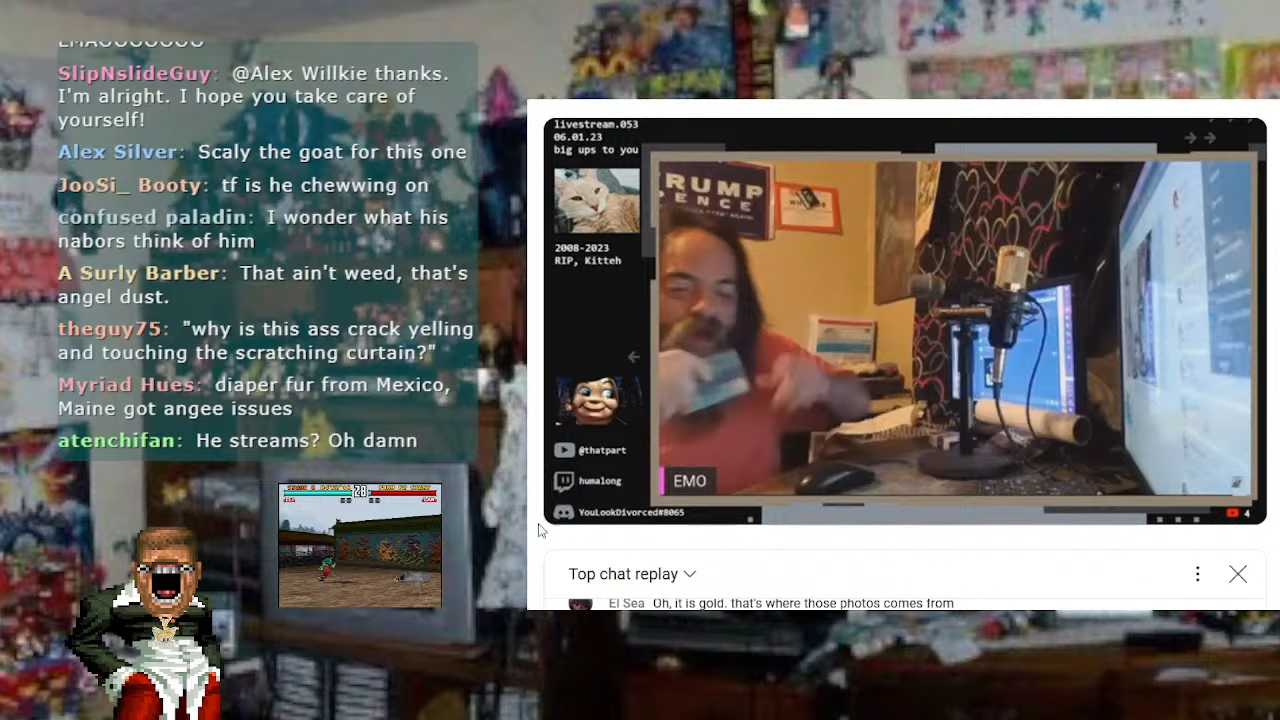 LMAOOOOOOO
SlipNslideGuy: @Alex Willkie thanks.
I'm alright. I hope you take care of
yourself!
Alex Silver: Scaly the goat for this one
JooSi_ Booty: tf is he chewwing on
confused paladin: I wonder what his
nabors think of him
A Surly Barber: That ain't weed, that's
angel dust.
theguy75: "why is this ass crack yelling
and touching the scratching curtain?"
Myriad Hues: diaper fur from Mexico,
Maine got angee issues
atenchifan: He streams? Oh damn
28
livestream.053
06.01.23
big ups to you
2008-2023
RIP, Kitteh
@thatpart
humalong
YouLookDivorced#8065
TRUMP
PENCE
EMO
4
Top chat replay
El Sea Oh, it is gold. that's where those photos comes from